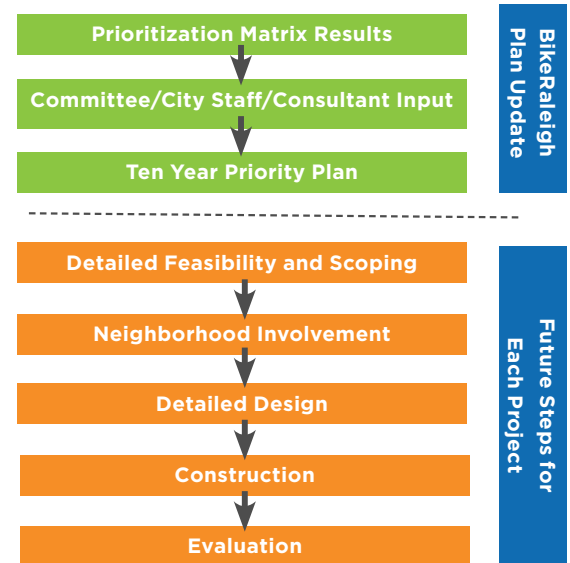 Prioritization Matrix Results
Committee/City Staff/Consultant Input
Ten Year Priority Plan
BikeRaleigh
Plan Update
Detailed Feasibility and Scoping
Neighborhood Involvement
Detailed Design
Construction
Evaluation
Future Steps for
Each Project